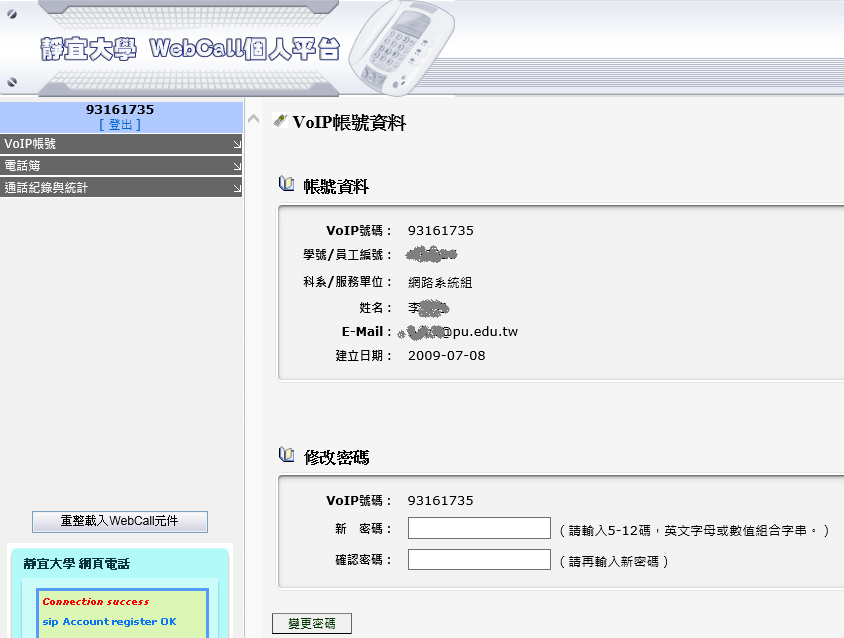 靜宜大學 WebCall個人平台
93161735
[ 登出 ]
VoIP帳號
電話簿
通話紀錄與統計
重整載入WebCall元件
靜宜大學 網頁電話
Connection success
sip Account register OK
VoIP帳號資料
帳號資料
VoIP號碼： 93161735
學號/員工編號：
科系/服務單位： 網路系統組
姓名： 李
E-Mail： @pu.edu.tw
建立日期： 2009-07-08
修改密碼
VoIP號碼： 93161735
新 密碼： （請輸入5-12碼，英文字母或數值組合字串。）
確認密碼： （請再輸入新密碼）
變更密碼